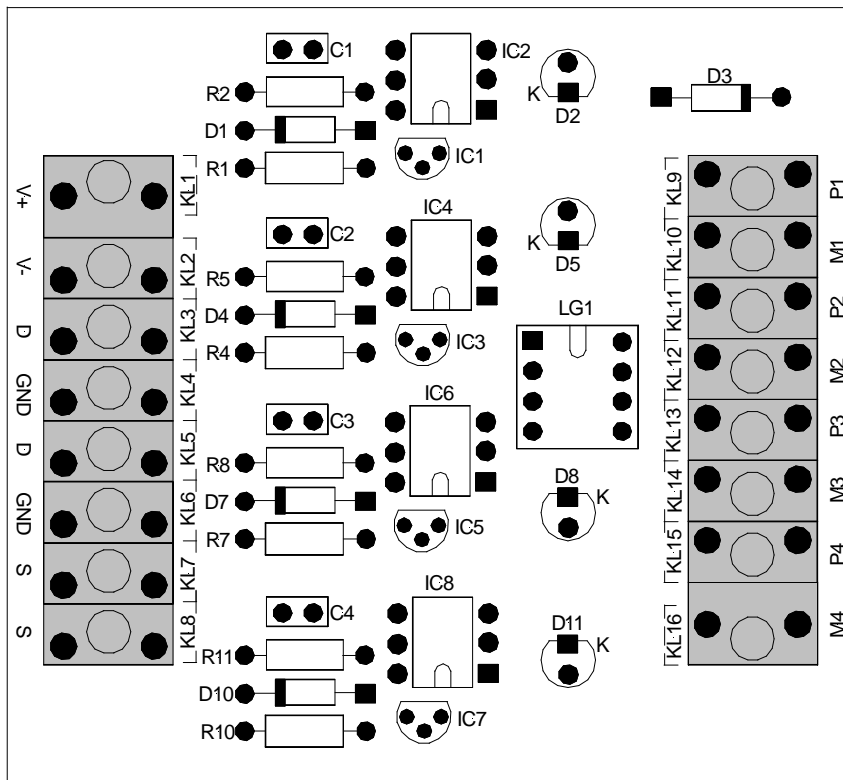 C1
IC2
R2
K
D2
D3
D1
R1
IC1
V+
KL1
KL9
P1
C2
IC4
K
D5
KL10
M1
V-
KL2
R5
KL11
P2
D
KL3
D4
LG1
R4
IC3
KL12
M2
GND
KL4
IC6
KL13
P3
C3
D
KL5
R8
D8
K
KL14
M3
GND
KL6
D7
R7
IC5
KL15
P4
S
KL7
C4
IC8
D11
K
KL16
M4
S
KL8
R11
D10
R10
IC7